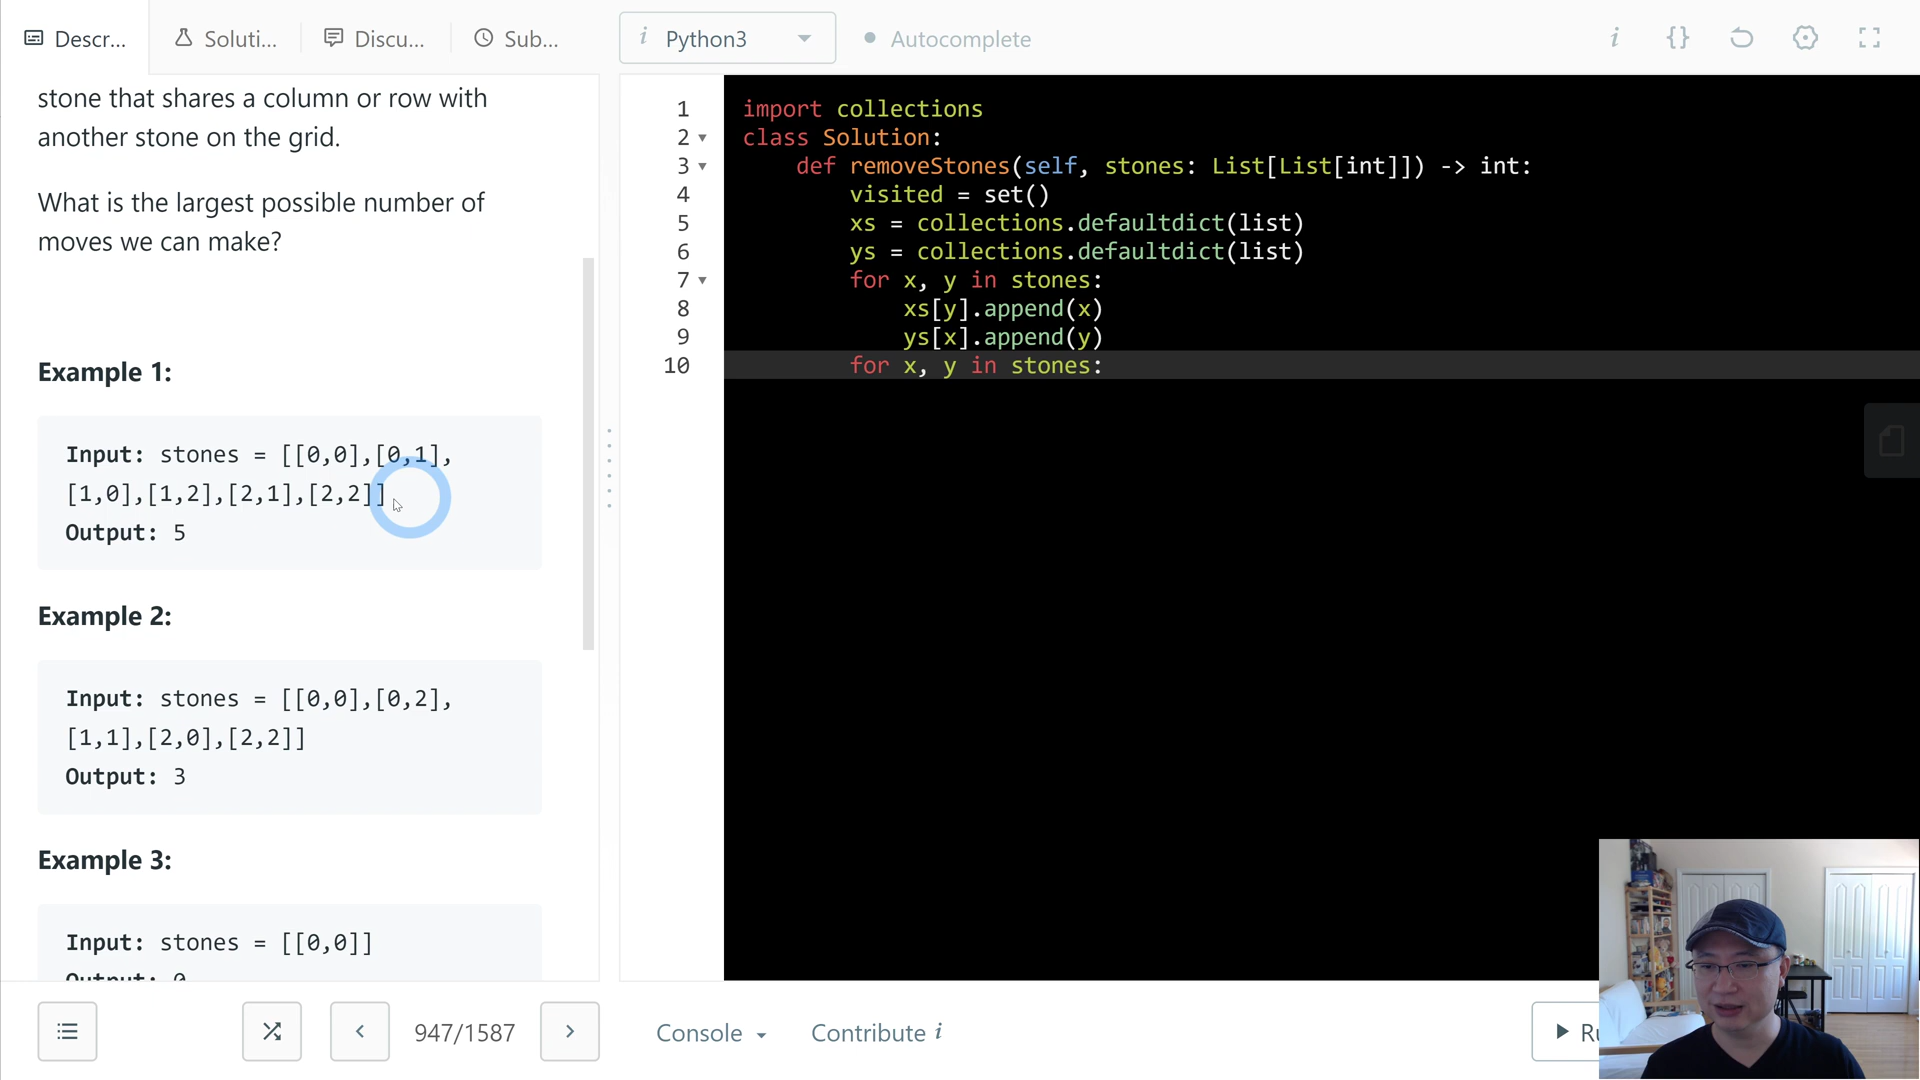 Descr...
Soluti...
Discu...
Sub...
i Python3
Autocomplete
i {}
stone that shares a column or row with
another stone on the grid.
What is the largest possible number of
moves we can make?
Example 1:
Input: stones = [[0,0],[0,1],
[1,0],[1,2],[2,1],[2,2]]
Output: 5
Example 2:
Input: stones = [[0,0],[0,2],
[1,1],[2,0],[2,2]]
Output: 3
Example 3:
Input: stones = [[0,0]]
Output: 0
1 import collections
2 class Solution:
3 def removeStones(self, stones: List[List[int]]) -> int:
4 visited = set()
5 xs = collections.defaultdict(list)
6 ys = collections.defaultdict(list)
7 for x, y in stones:
8 xs[y].append(x)
9 ys[x].append(y)
10 for x, y in stones:
947/1587
Console
Contribute i
Ru